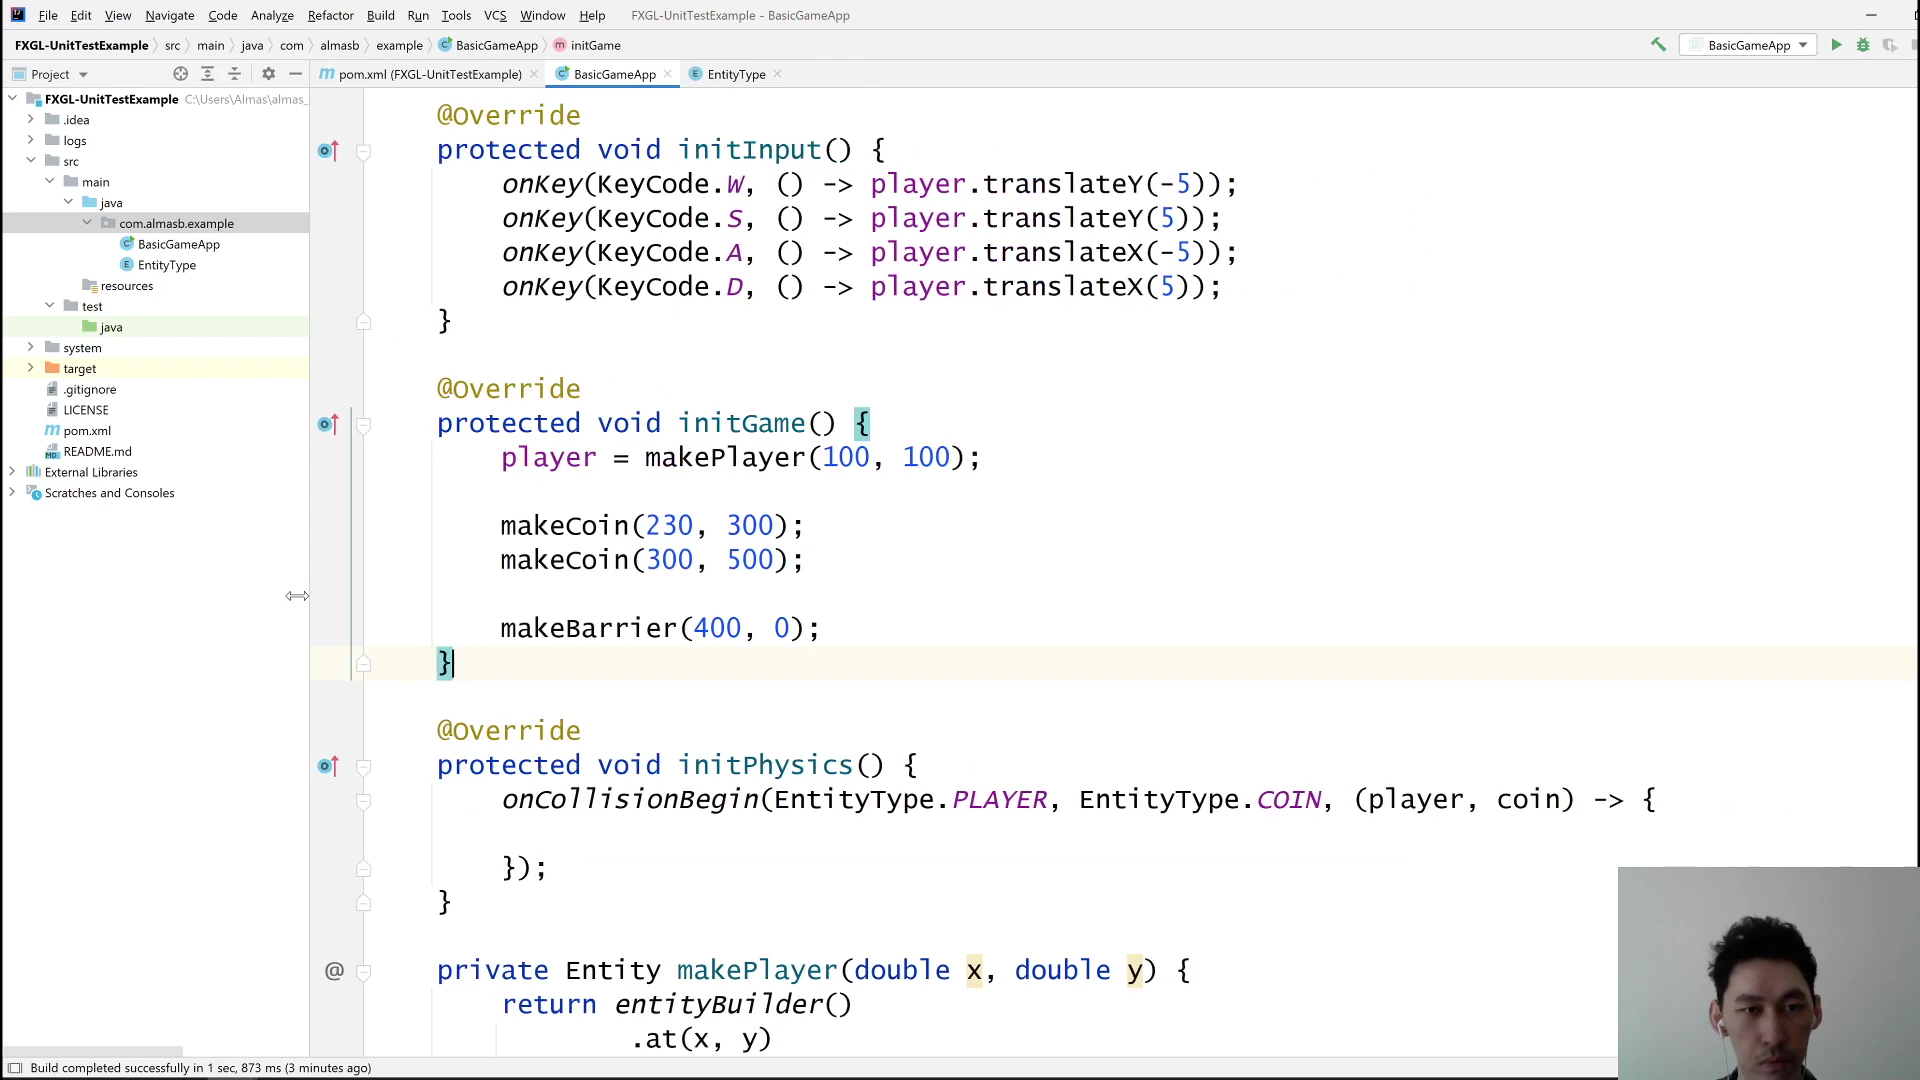 File Edit View Navigate Code Analyze Refactor Build Run Tools VCS Window Help FXGL-UnitTestExample - BasicGameApp
FXGL-UnitTestExample src main java com almasb example BasicGameApp initGame BasicGameApp
Project pom.xml (FXGL-UnitTestExample) BasicGameApp EntityType
FXGL-UnitTestExample C:\Users\Almas\almas_
.idea
logs
src
main
java
com.almasb.example
BasicGameApp
EntityType
resources
test
java
system
target
.gitignore
LICENSE
pom.xml
README.md
External Libraries
Scratches and Consoles
@Override
protected void initInput() {
onKey(KeyCode.W, () -> player.translateY(-5));
onKey(KeyCode.S, () -> player.translateY(5));
onKey(KeyCode.A, () -> player.translateX(-5));
onKey(KeyCode.D, () -> player.translateX(5));
}
@Override
protected void initGame() {
player = makePlayer(100, 100);
makeCoin(230, 300);
makeCoin(300, 500);
makeBarrier(400, 0);
}
@Override
protected void initPhysics() {
onCollisionBegin(EntityType.PLAYER, EntityType.COIN, (player, coin) -> {
});
}
@ private Entity makePlayer(double x, double y) {
return entityBuilder()
.at(x, y)
Build completed successfully in 1 sec, 873 ms (3 minutes ago)